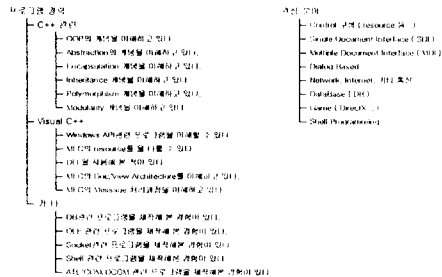 프로그램 경력
C++ 관련
OOP의 개념을 이해하고 있다
Abstraction의 개념을 이해하고 있다.
Encapsulation 개념을 이해하고 있다.
Inheritance 개념을 이해하고 있다
Polymorphism 개념을 이해하고 있다.
Modularity 개념을 이해하고 있다.
Visual C++
Windows API관련 프로그램을 이해할 수 있다
MFC의 resource를 잘 다룰 수 있다.
DLL을 사용해 본 적이 있다.
MFC의 Doc/View Architecture를 이해하고 있다.
MFC의 Message 처리과정을 이해하고 있다
기 타
DB관련 프로그램을 제작해 본 경험이 있다.
OLE 관련 프로그램을 제작해 본 경험이 있다.
Socket관련 프로그램을 제작해 본 경험이 있다.
Shell 관련 프로그램을 제작해 본 경험이 있다.
ATL/COM/DCOM 관련 프로그램을 제작해본 경험이 있다
관심 분야
Control 구현 ( resource 등 )
Single Document Interface ( SDI )
Multiple Document Interface ( MDI )
Dialog Based
Network, Internet, 기타 통신
DataBase ( DB )
Game ( DirectX )
Shell Programming